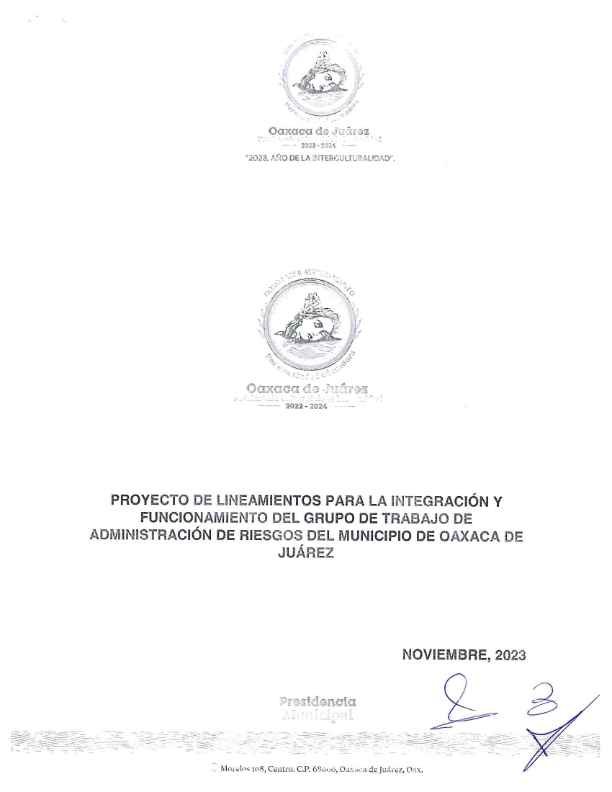 Oaxaca de Juárez
2022 - 2024
"2023, AÑO DE LA INTERCULTURALIDAD".
Oaxaca de Juárez
2022 - 2024
PROYECTO DE LINEAMIENTOS PARA LA INTEGRACIÓN Y
FUNCIONAMIENTO DEL GRUPO DE TRABAJO DE
ADMINISTRACIÓN DE RIESGOS DEL MUNICIPIO DE OAXACA DE
JUÁREZ
NOVIEMBRE, 2023
Presidencia
Municipal
Morelos 108, Centro. C.P. 68000, Oaxaca de Juárez, Oax.